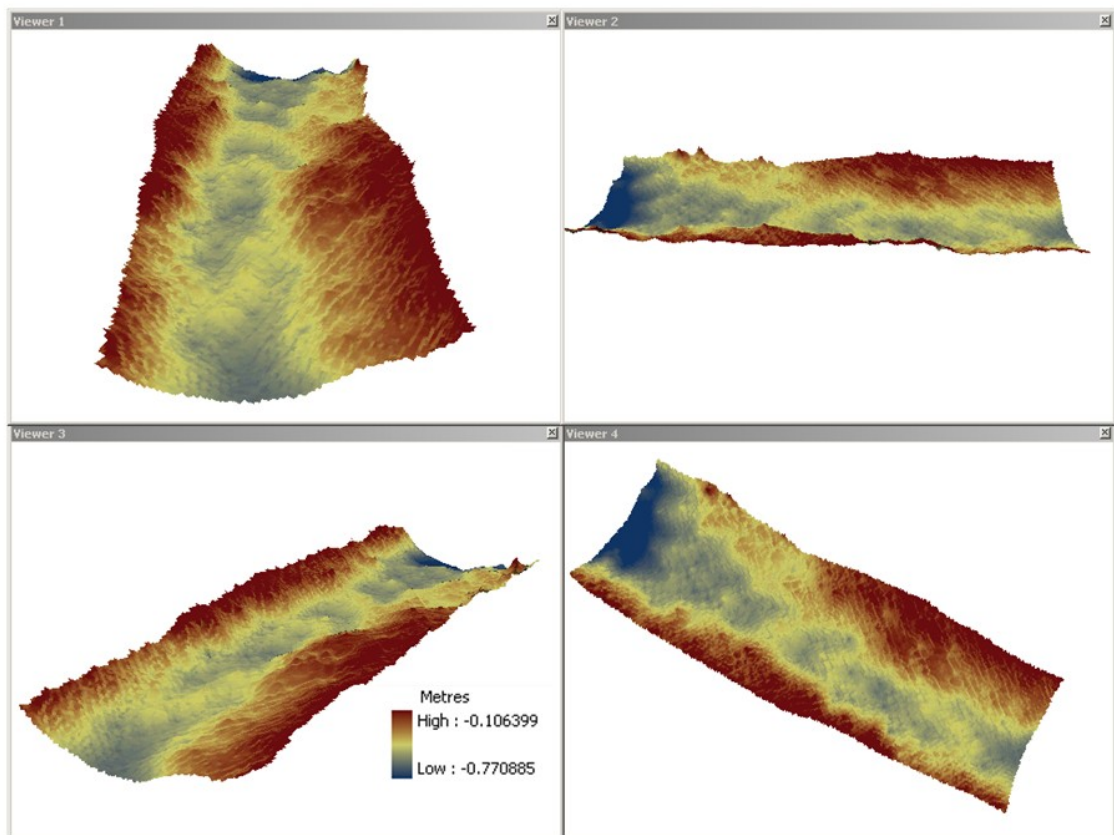 Viewer 1
Viewer 2
Viewer 3
Viewer 4
Metres
High : -0.106399
Low : -0.770885